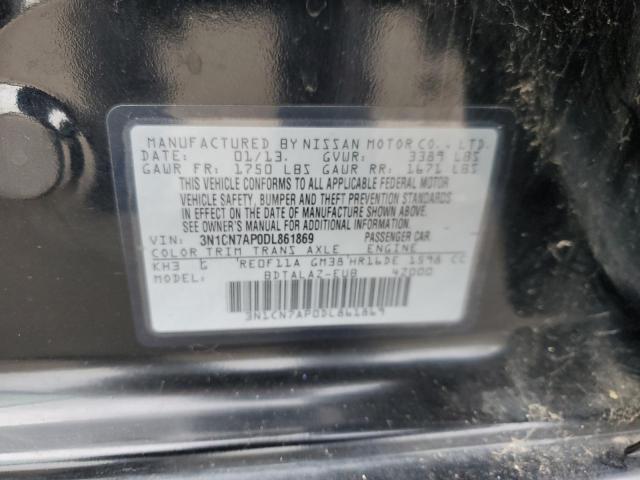 MANUFACTURED BY NISSAN MOTOR CO., LTD.
DATE: 01/13. GVWR: 3389 LBS
GAWR FR: 1750 LBS GAWR RR: 1671 LBS
THIS VEHICLE CONFORMS TO ALL APPLICABLE FEDERAL MOTOR
VEHICLE SAFETY, BUMPER AND THEFT PREVENTION STANDARDS
IN EFFECT ON THE DATE OF MANUFACTURE SHOWN ABOVE.
SEE OWNER'S MANUAL FOR ADDITIONAL INFORMATION.
VIN: 3N1CN7AP0DL861869 PASSENGER CAR.
COLOR TRIM TRANS AXLE ENGINE
KH3 G RE0F11A GM38 HR16DE 1598 CC
MODEL: BDTALAZ-EUB 4Z000
3N1CN7AP0DL861869